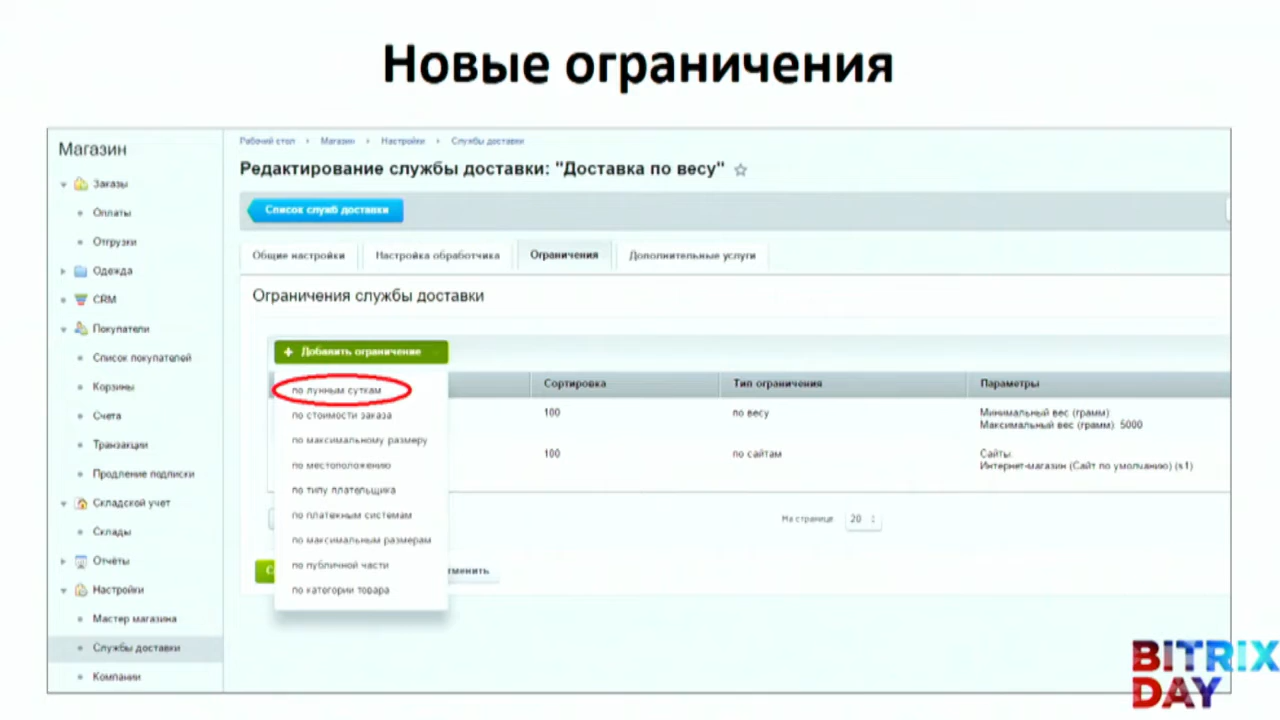 Новые ограничения
Магазин
Заказы
Оплаты
Отгрузки
Одежда
CRM
Покупатели
Список покупателей
Корзины
Счета
Транзакции
Продление подписки
Складской учет
Склады
Отчёты
Настройки
Мастер магазина
Службы доставки
Компании
Рабочий стол Магазин Настройки Службы доставки
Редактирование службы доставки: "Доставка по весу"
Список служб доставки
Общие настройки Настройка обработчика Ограничения Дополнительные услуги
Ограничения службы доставки
+ Добавить ограничение
по лунным суткам
по стоимости заказа
по максимальному размеру
по местоположению
по типу плательщика
по платежным системам
по максимальным размерам
по публичной части
по категории товара
Сортировка Тип ограничения Параметры
100 по весу Минимальный вес (грамм)
Максимальный вес (грамм) 5000
100 по сайтам Сайты:
Интернет-магазин (Сайт по умолчанию) (s1)
На странице 20
BITRIX
DAY